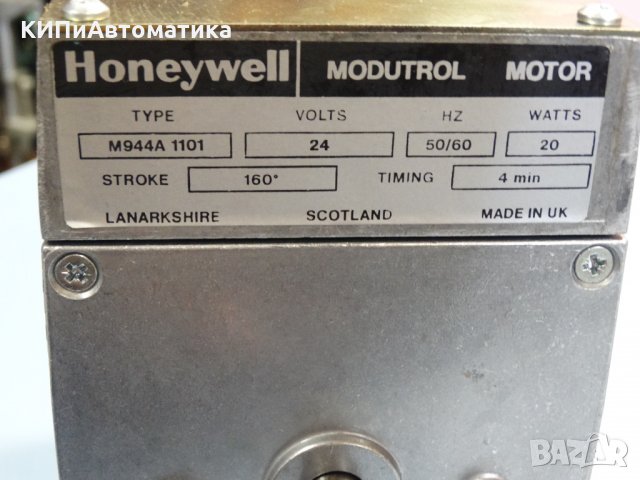 КИПиАвтоматика
КИПиАвтоматика
Honeywell MODUTROL MOTOR
TYPE VOLTS HZ WATTS
M944A 1101 24 50/60 20
STROKE 160° TIMING 4 min
LANARKSHIRE SCOTLAND MADE IN UK
BAZAR